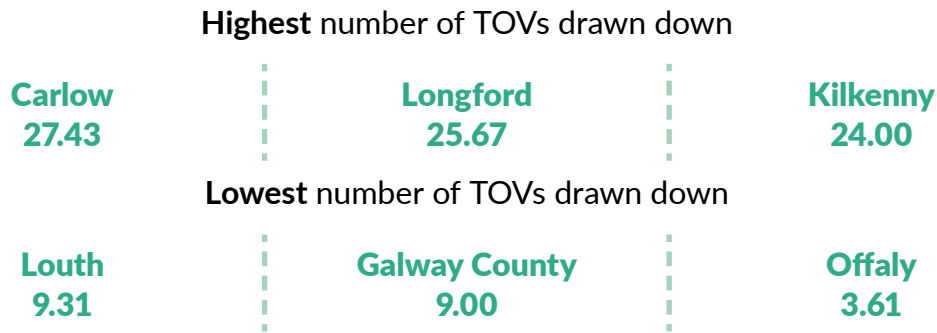 Highest number of TOVs drawn down
Carlow Longford Kilkenny
27.43 25.67 24.00
Lowest number of TOVs drawn down
Louth Galway County Offaly
9.31 9.00 3.61